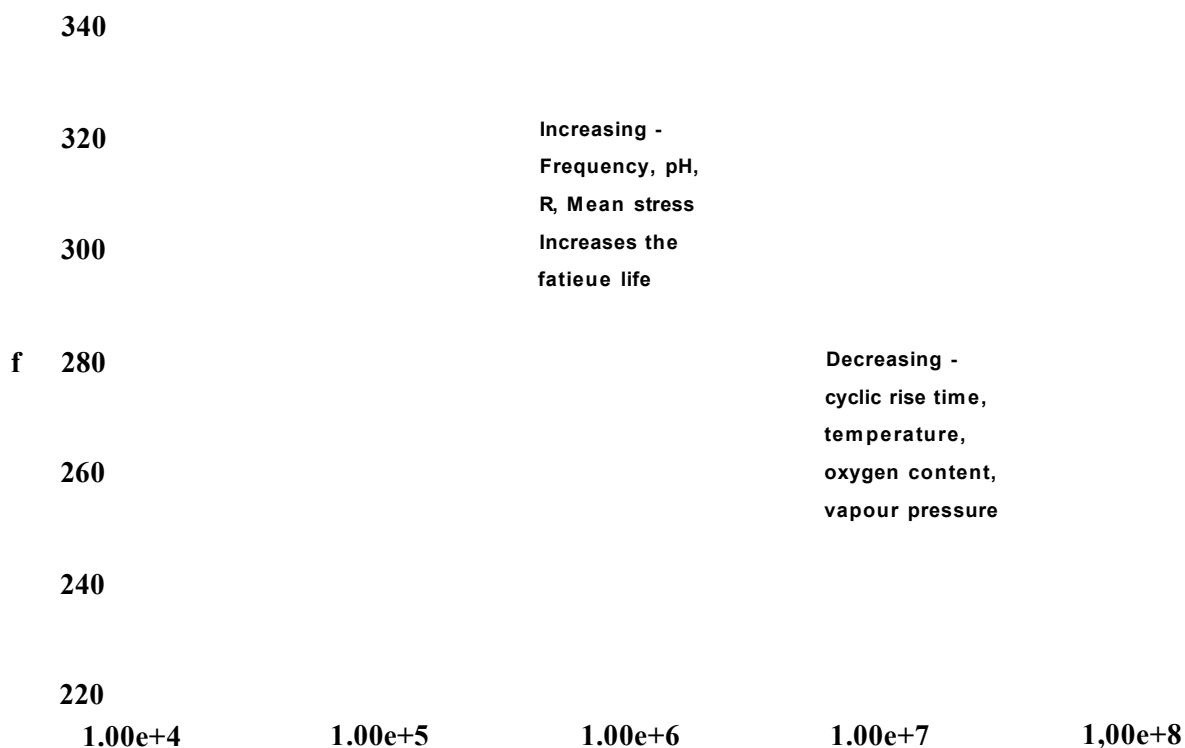 340
320
Increasing -
Frequency, pH,
R, Mean stress
300
Increases the
fatieue life
f 280
Decreasing -
cyclic rise time,
temperature,
260
oxygen content,
vapour pressure
240
220
1.00e+4 1.00e+5 1.00e+6 1.00e+7 1,00e+8